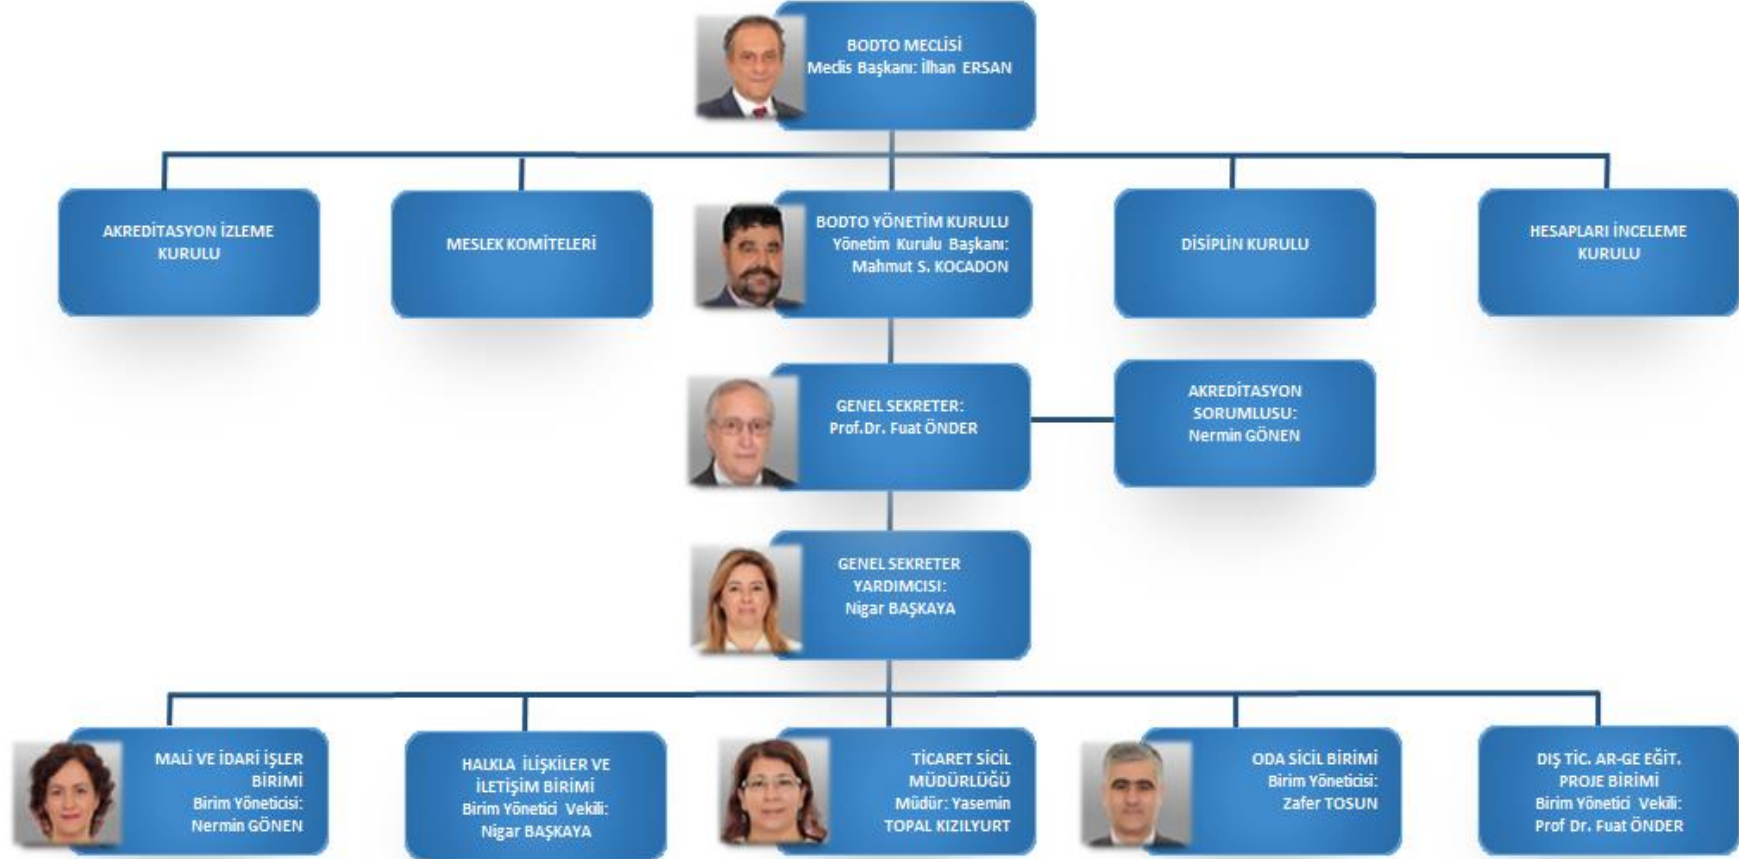 BODTO MECLİSİ
Meclis Başkanı: İlhan ERSAN
AKREDİTASYON İZLEME
KURULU
MESLEK KOMİTELERİ
BODTO YÖNETİM KURULU
Yönetim Kurulu Başkanı:
Mahmut S. KOCADON
DİSİPLİN KURULU
HESAPLARI İNCELEME
KURULU
GENEL SEKRETER:
Prof.Dr. Fuat ÖNDER
AKREDİTASYON
SORUMLUSU:
Nermin GÖNEN
GENEL SEKRETER
YARDIMCISI:
Nigar BAŞKAYA
MALİ VE İDARİ İŞLER
BİRİMİ
Birim Yöneticisi:
Nermin GÖNEN
HALKLA İLİŞKİLER VE
İLETİŞİM BİRİMİ
Birim Yönetici Vekili:
Nigar BAŞKAYA
TİCARET SİCİL
MÜDÜRLÜĞÜ
Müdür: Yasemin
TOPAL KIZILYURT
ODA SİCİL BİRİMİ
Birim Yöneticisi:
Zafer TOSUN
DIŞ TİC. AR-GE EĞİT.
PROJE BİRİMİ
Birim Yönetici Vekili:
Prof Dr. Fuat ÖNDER